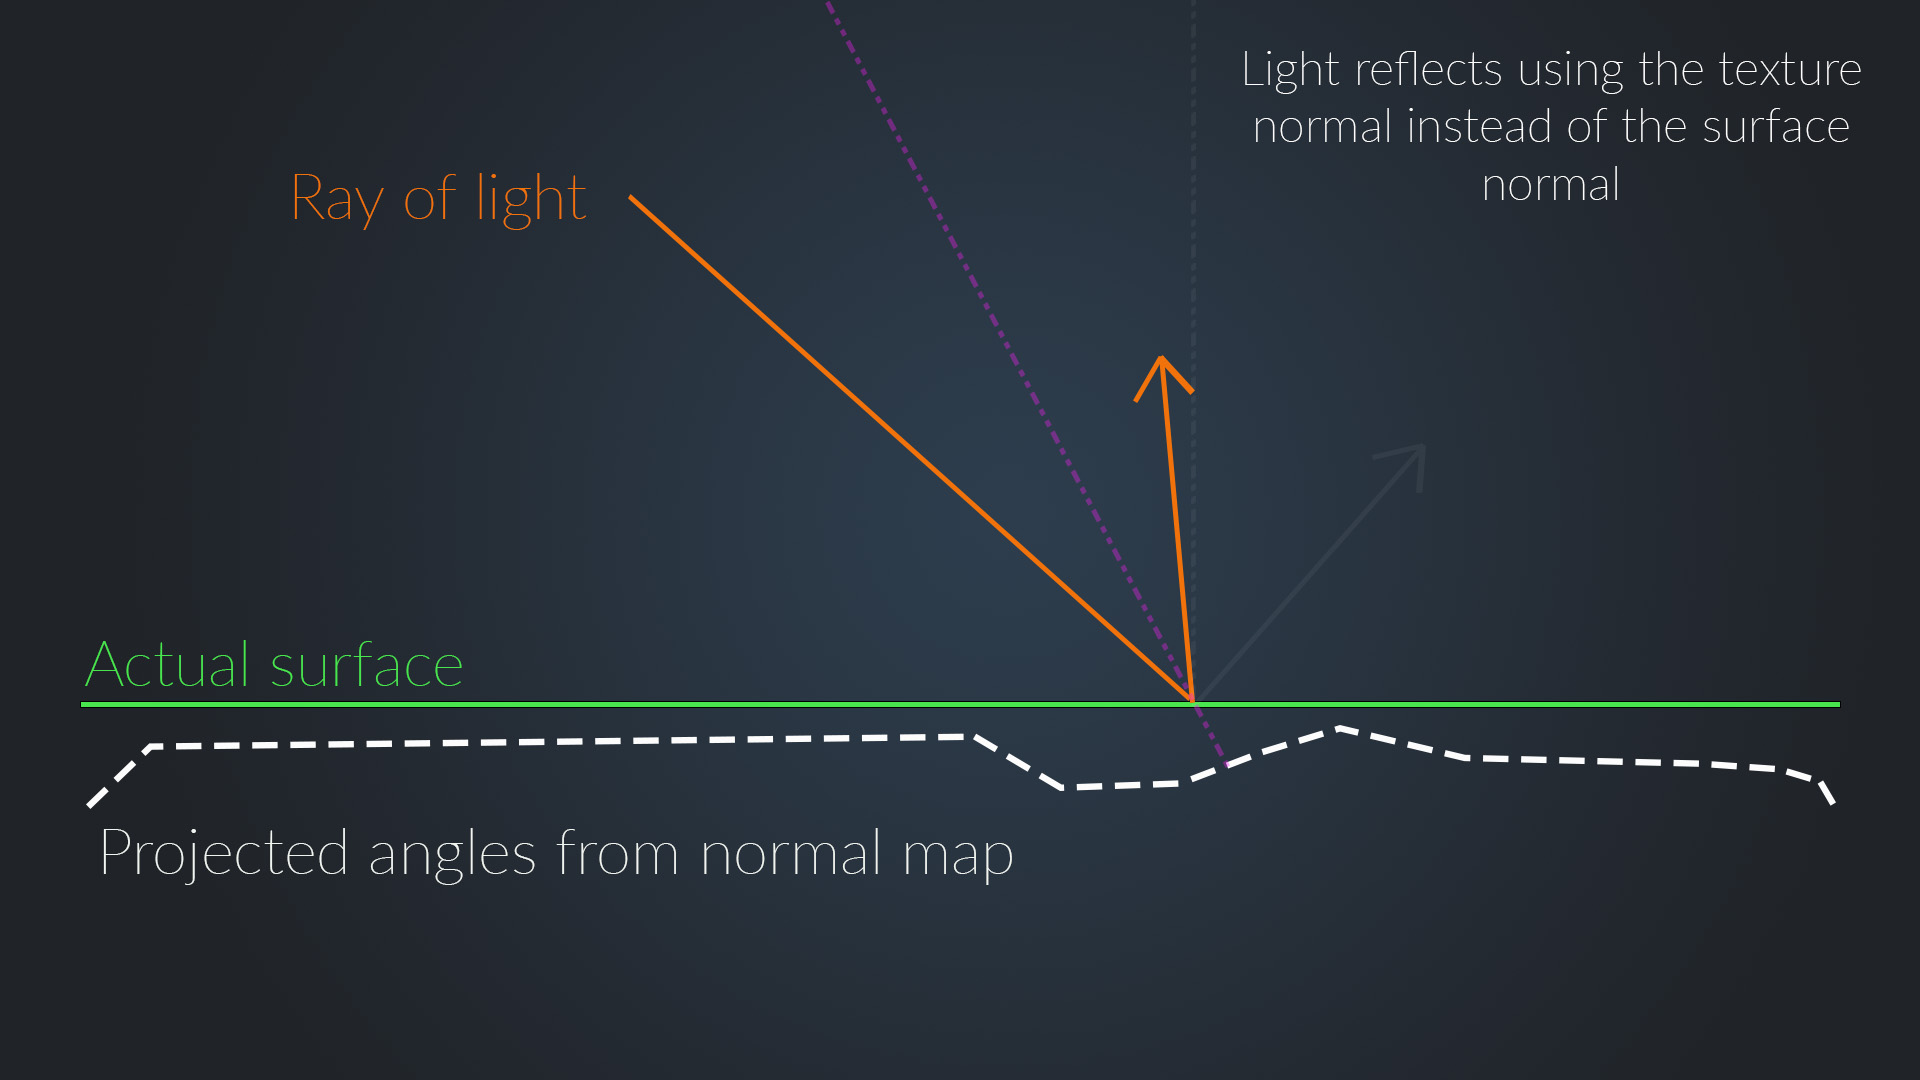 Light reflects using the texture
normal instead of the surface
normal
Ray of light
Actual surface
Projected angles from normal map